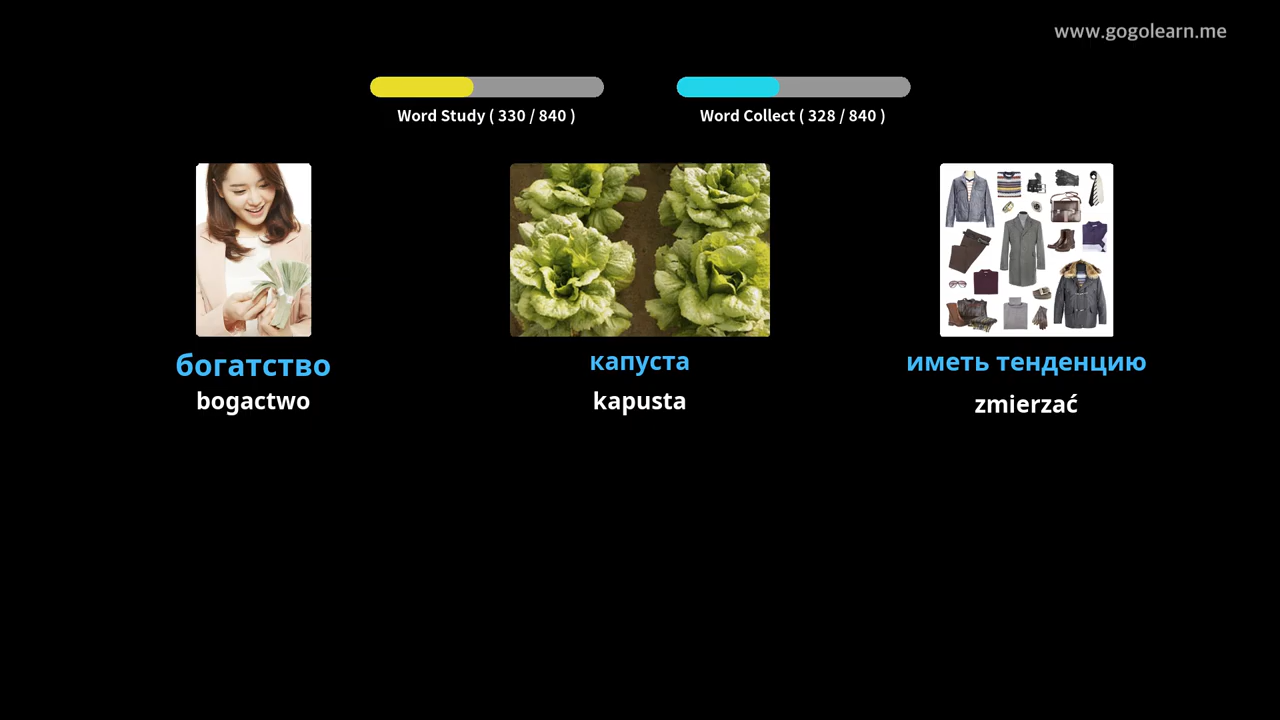 www.gogolearn.me
Word Study ( 330 / 840 )
Word Collect ( 328 / 840 )
богатство
bogactwo
капуста
kapusta
иметь тенденцию
zmierzać